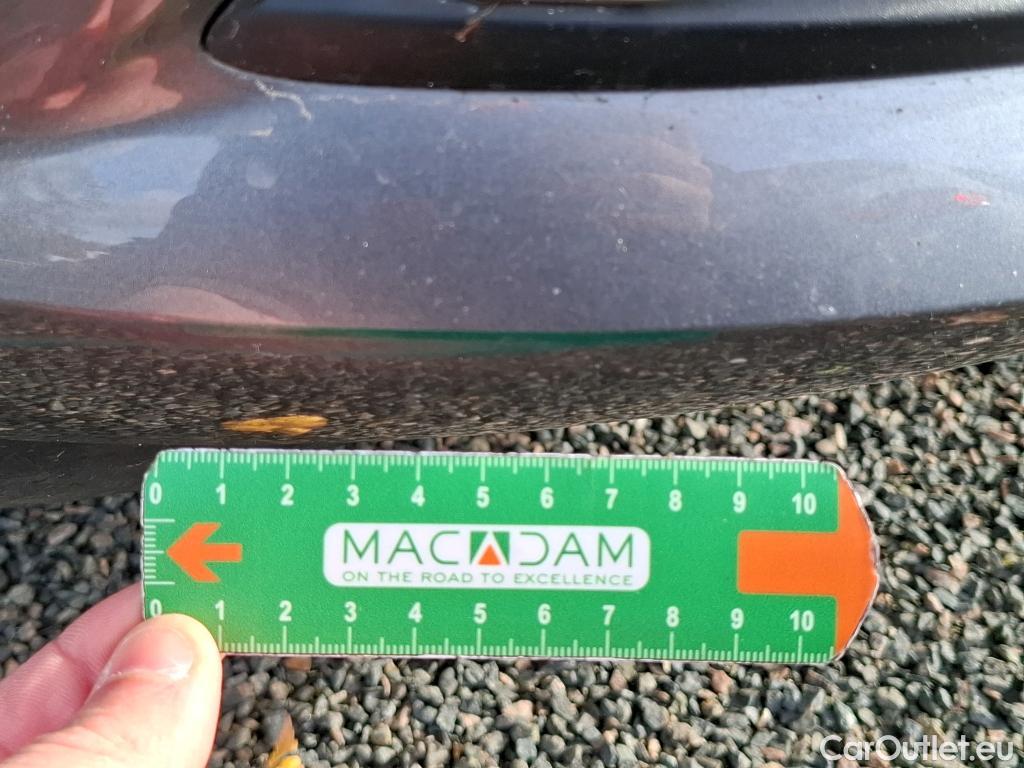 0 1 2 3 4 5 6 7 8 9 10
MACADAM
ON THE ROAD TO EXCELLENCE
0 1 2 3 4 5 6 7 8 9 10
CarOutlet.eu